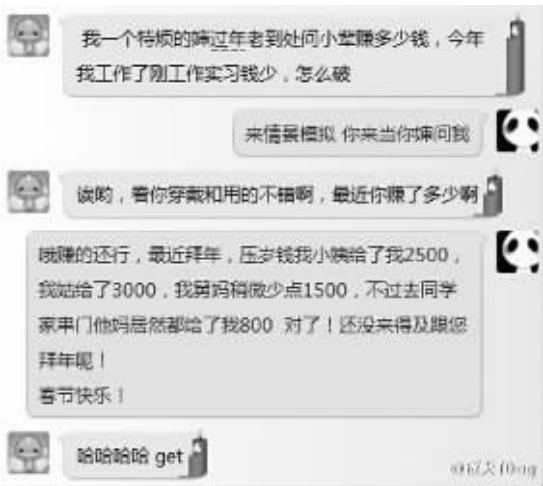 我一个特烦的婶过年老到处问小辈赚多少钱，今年
我工作了刚工作实习钱少，怎么破
来情景模拟 你来当你婶问我
诶哟，看你穿戴和用的不错啊，最近你赚了多少啊
哦赚的还行，最近拜年，压岁钱我小姨给了我2500，
我姑给了3000，我舅妈稍微少点1500，不过去同学
家串门他妈居然都给了我800 对了！还没来得及跟您
拜年呢！
春节快乐！
哈哈哈哈 get